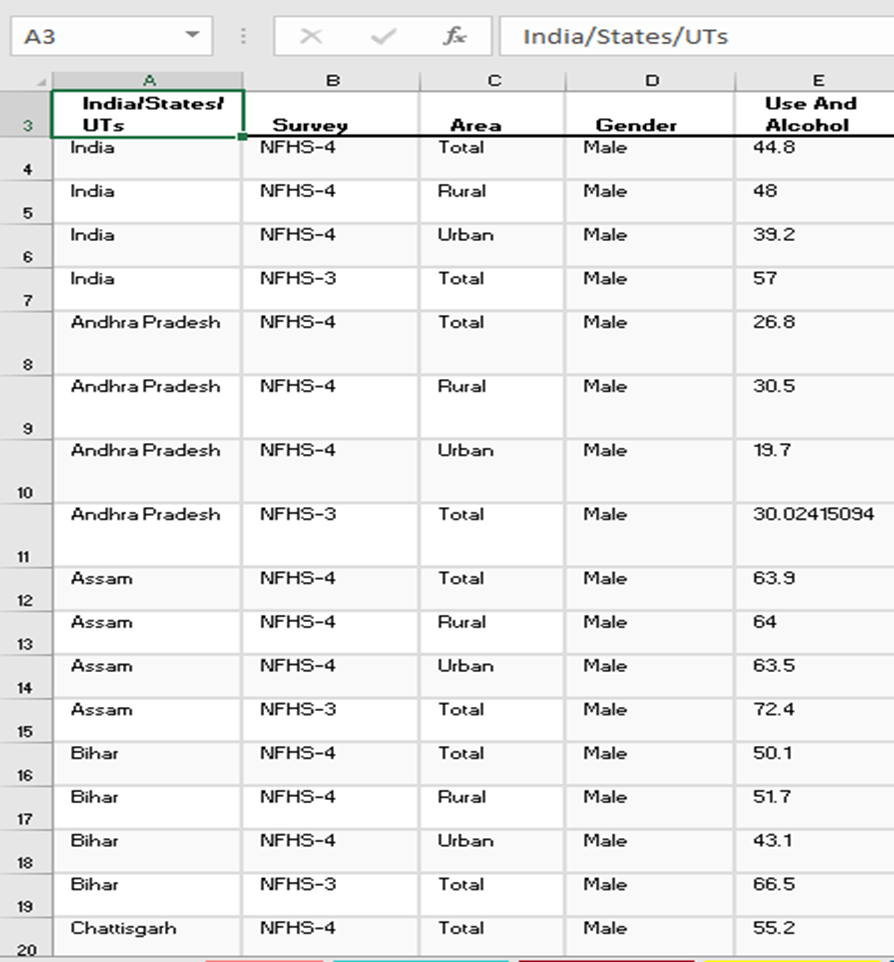 A3 fx India/States/UTs
A B C D E
India/States/
UTs Survey Area Gender Use And
Alcohol
3
4 India NFHS-4 Total Male 44.8
5 India NFHS-4 Rural Male 48
6 India NFHS-4 Urban Male 39.2
7 India NFHS-3 Total Male 57
8 Andhra Pradesh NFHS-4 Total Male 26.8
9 Andhra Pradesh NFHS-4 Rural Male 30.5
10 Andhra Pradesh NFHS-4 Urban Male 19.7
11 Andhra Pradesh NFHS-3 Total Male 30.02415094
12 Assam NFHS-4 Total Male 63.9
13 Assam NFHS-4 Rural Male 64
14 Assam NFHS-4 Urban Male 63.5
15 Assam NFHS-3 Total Male 72.4
16 Bihar NFHS-4 Total Male 50.1
17 Bihar NFHS-4 Rural Male 51.7
18 Bihar NFHS-4 Urban Male 43.1
19 Bihar NFHS-3 Total Male 66.5
20 Chattisgarh NFHS-4 Total Male 55.2